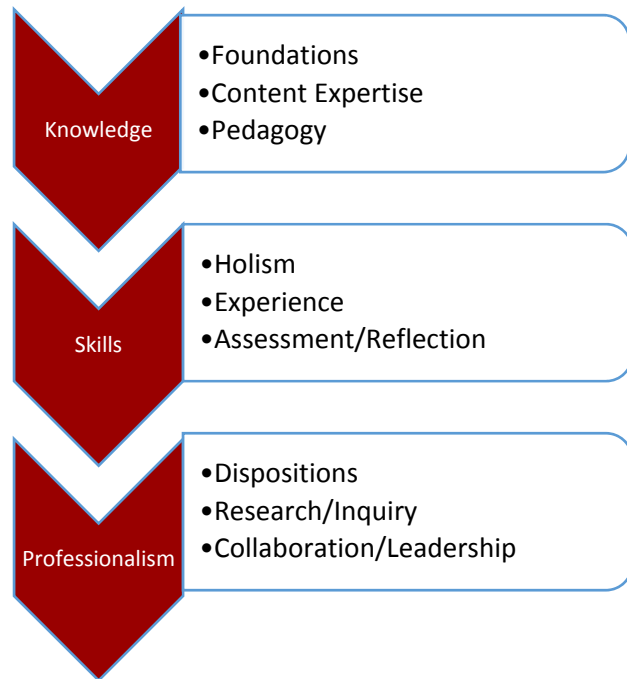 Knowledge
•Foundations
•Content Expertise
•Pedagogy
Skills
•Holism
•Experience
•Assessment/Reflection
Professionalism
•Dispositions
•Research/Inquiry
•Collaboration/Leadership